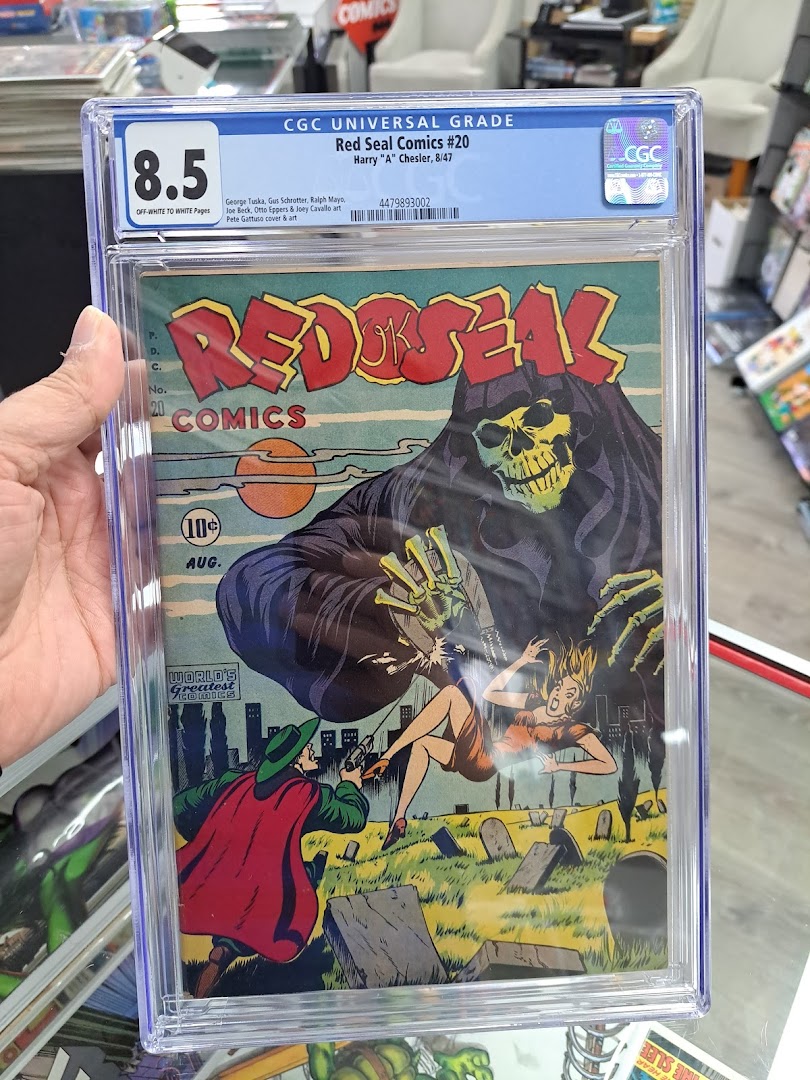 COMICS
CGC UNIVERSAL GRADE
8.5
OFF-WHITE TO WHITE Pages
Red Seal Comics #20
Harry "A" Chesler, 8/47
George Tuska, Gus Schrotter, Ralph Mayo,
Joe Beck, Otto Eppers & Joey Cavallo art
Pete Gattuso cover & art
4479893002
CGC
RED SEAL
OK
COMICS
P.
D.
C.
No.
20
10¢
AUG.
WORLD'S
Greatest
COMICS